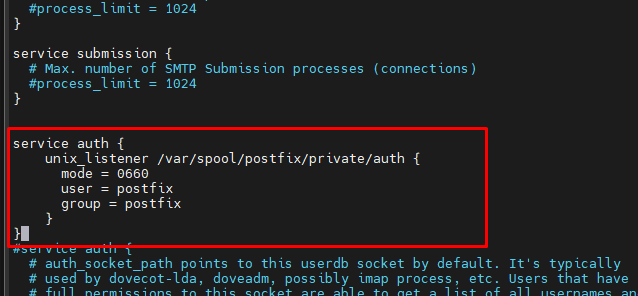 #process_limit = 1024
}
service submission {
# Max. number of SMTP Submission processes (connections)
#process_limit = 1024
}
service auth {
unix_listener /var/spool/postfix/private/auth {
mode = 0660
user = postfix
group = postfix
}
}
#service auth {
# auth_socket_path points to this userdb socket by default. It's typically
# used by dovecot-lda, doveadm, possibly imap process, etc. Users that have
# full permissions to this socket are able to get a list of all usernames an